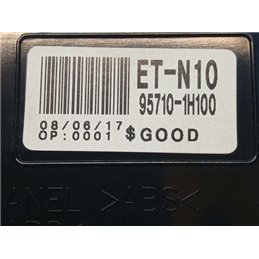 ET-N10
95710-1H100
08/06/17
OP:0001 $GOOD
ANEL >ABS<